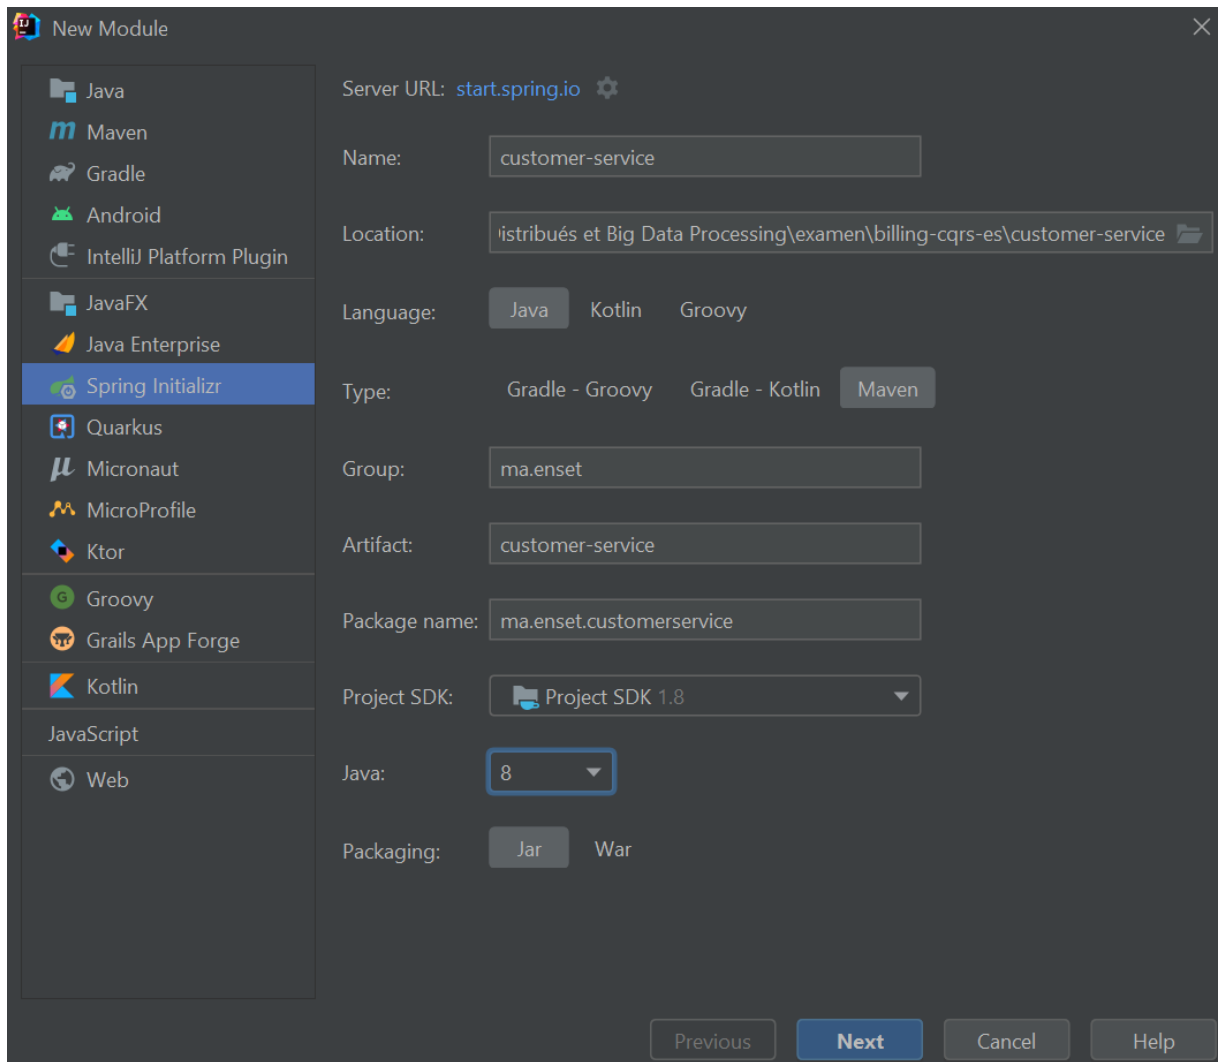 New Module
Java
Maven
Gradle
Android
IntelliJ Platform Plugin
JavaFX
Java Enterprise
Spring Initializr
Quarkus
Micronaut
MicroProfile
Ktor
Groovy
Grails App Forge
Kotlin
JavaScript
Web
Server URL: start.spring.io
Name: customer-service
Location: istribués et Big Data Processing\examen\billing-cqrs-es\customer-service
Language: Java Kotlin Groovy
Type: Gradle - Groovy Gradle - Kotlin Maven
Group: ma.enset
Artifact: customer-service
Package name: ma.enset.customerservice
Project SDK: Project SDK 1.8
Java: 8
Packaging: Jar War
Previous Next Cancel Help